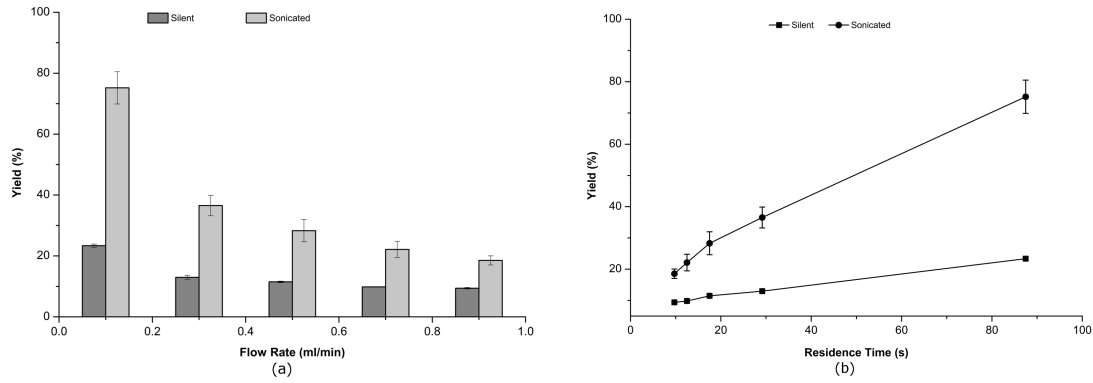 Silent Sonicated
Yield (%)
100
80
60
40
20
0
0.0 0.2 0.4 0.6 0.8 1.0
Flow Rate (ml/min)
(a)
Silent Sonicated
Yield (%)
100
80
60
40
20
0 20 40 60 80 100
Residence Time (s)
(b)